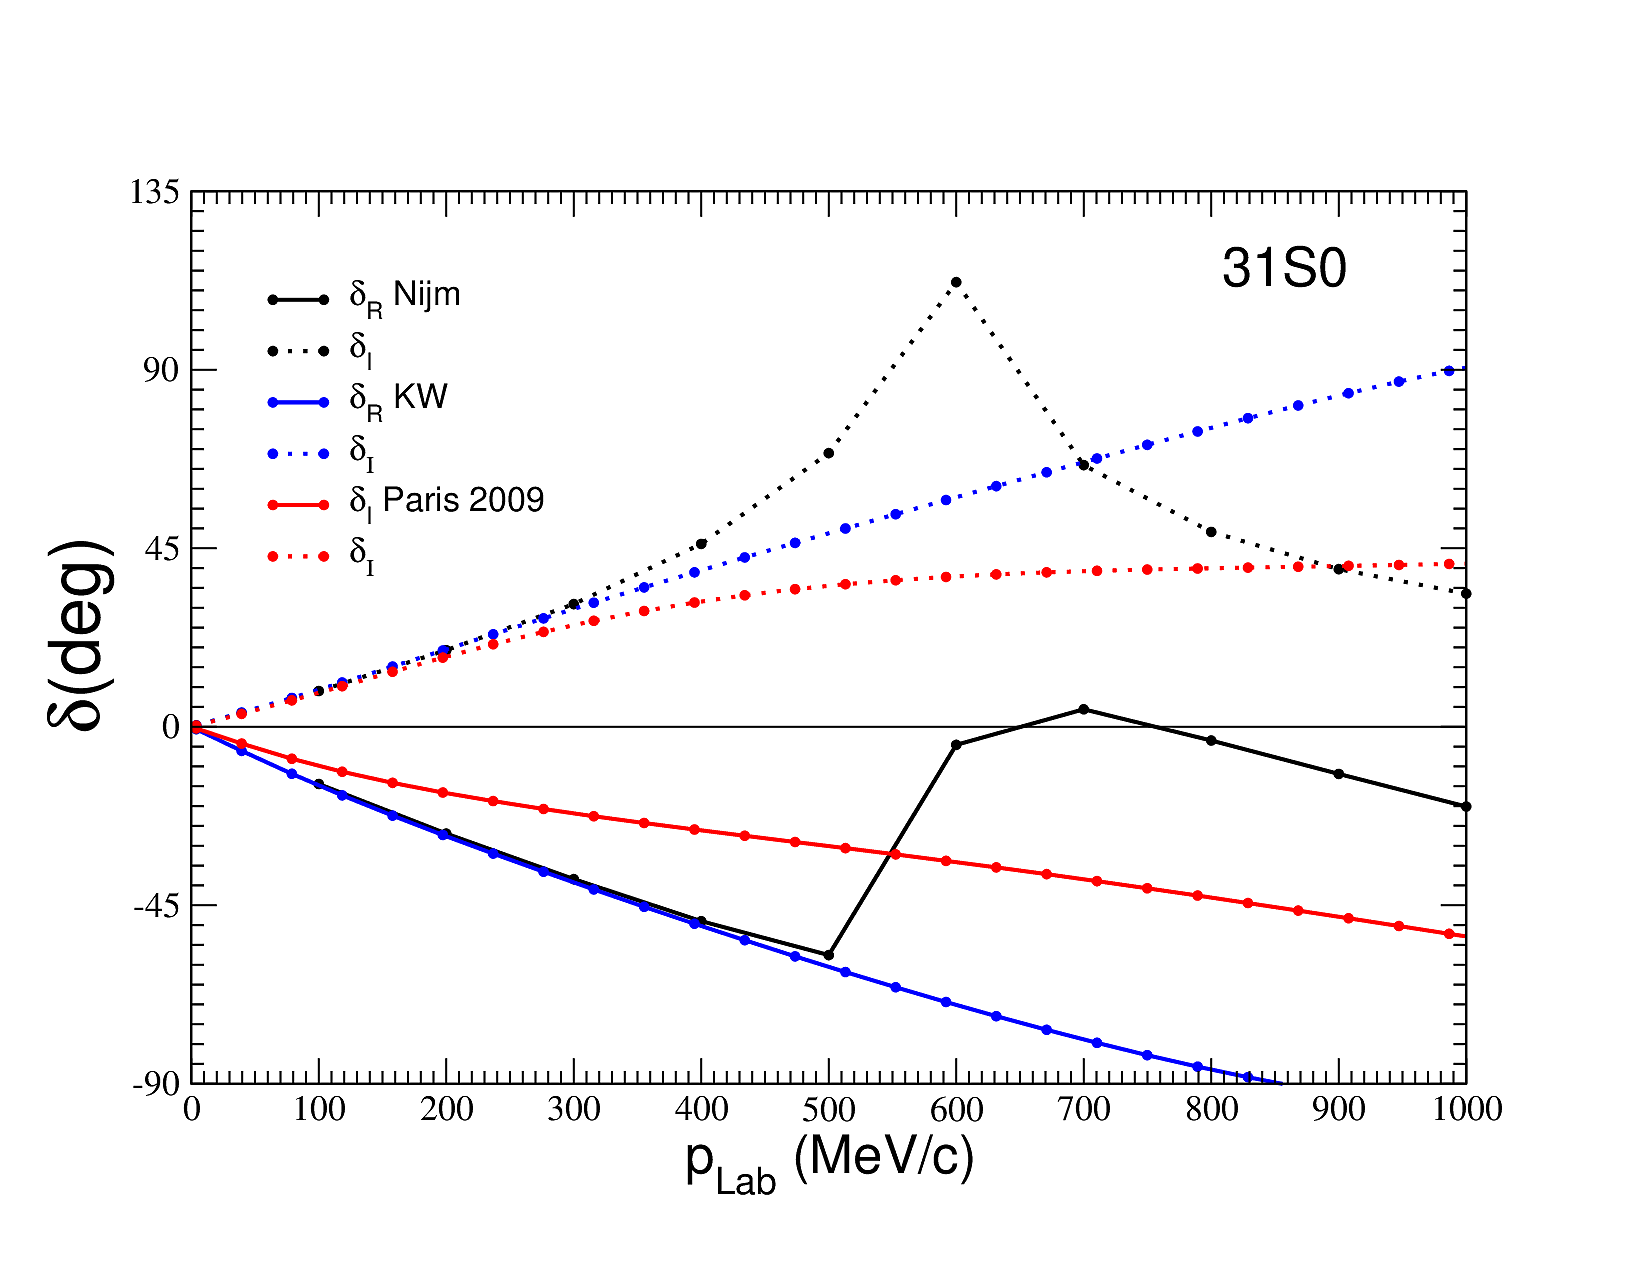 135
31S0
δR Nijm
δI
90
δR KW
δI
δI Paris 2009
45
δI
δ(deg)
0
-45
-90
0 100 200 300 400 500 600 700 800 900 1000
pLab (MeV/c)